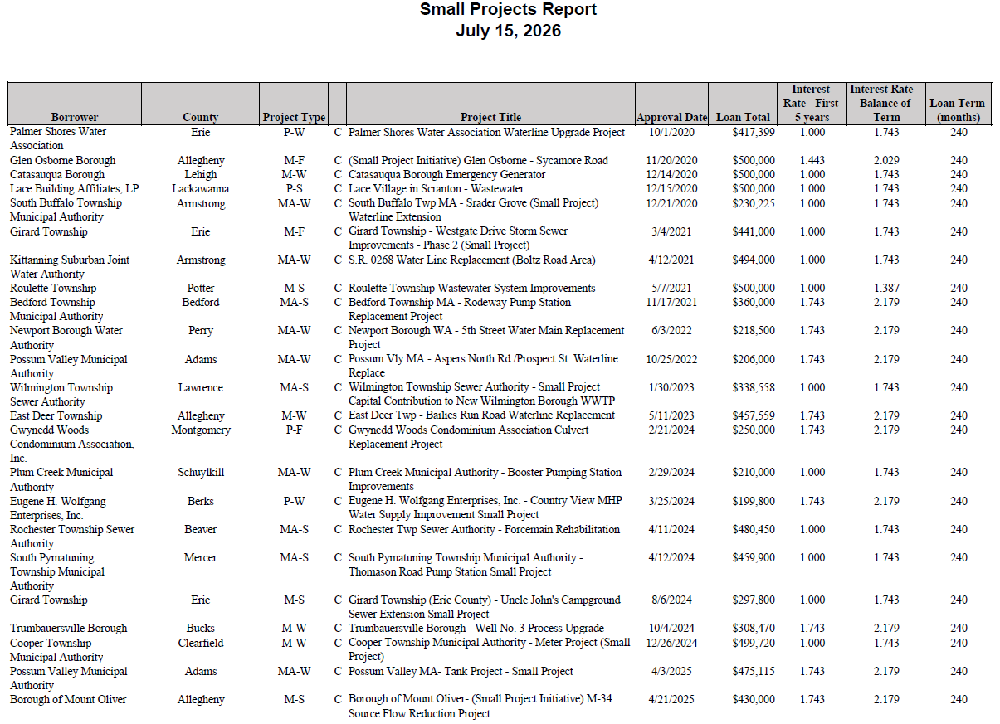 Small Projects Report
July 15, 2026
Interest Interest Rate -
Rate - First Balance of Loan Term
Borrower County Project Type Project Title Approval Date Loan Total 5 years Term (months)
Palmer Shores Water Erie P-W C Palmer Shores Water Association Waterline Upgrade Project 10/1/2020 $417,399 1.000 1.743 240
Association
Glen Osborne Borough Allegheny M-F C (Small Project Initiative) Glen Osborne - Sycamore Road 11/20/2020 $500,000 1.443 2.029 240
Catasauqua Borough Lehigh M-W C Catasauqua Borough Emergency Generator 12/14/2020 $500,000 1.000 1.743 240
Lace Building Affiliates, LP Lackawanna P-S C Lace Village in Scranton - Wastewater 12/15/2020 $500,000 1.000 1.743 240
South Buffalo Township Armstrong MA-W C South Buffalo Twp MA - Srader Grove (Small Project) 12/21/2020 $230,225 1.000 1.743 240
Municipal Authority Waterline Extension
Girard Township Erie M-F C Girard Township - Westgate Drive Storm Sewer 3/4/2021 $441,000 1.000 1.743 240
Improvements - Phase 2 (Small Project)
Kittanning Suburban Joint Armstrong MA-W C S.R. 0268 Water Line Replacement (Boltz Road Area) 4/12/2021 $494,000 1.000 1.743 240
Water Authority
Roulette Township Potter M-S C Roulette Township Wastewater System Improvements 5/7/2021 $500,000 1.000 1.387 240
Bedford Township Bedford MA-S C Bedford Township MA - Rodeway Pump Station 11/17/2021 $360,000 1.743 2.179 240
Municipal Authority Replacement Project
Newport Borough Water Perry MA-W C Newport Borough WA - 5th Street Water Main Replacement 6/3/2022 $218,500 1.743 2.179 240
Authority Project
Possum Valley Municipal Adams MA-W C Possum Vly MA - Aspers North Rd./Prospect St. Waterline 10/25/2022 $206,000 1.743 2.179 240
Authority Replace
Wilmington Township Lawrence MA-S C Wilmington Township Sewer Authority - Small Project 1/30/2023 $338,558 1.000 1.743 240
Sewer Authority Capital Contribution to New Wilmington Borough WWTP
East Deer Township Allegheny M-W C East Deer Twp - Bailies Run Road Waterline Replacement 5/11/2023 $457,559 1.743 2.179 240
Gwynedd Woods Montgomery P-F C Gwynedd Woods Condominium Association Culvert 2/21/2024 $250,000 1.743 2.179 240
Condominium Association, Replacement Project
Inc.
Plum Creek Municipal Schuylkill MA-W C Plum Creek Municipal Authority - Booster Pumping Station 2/29/2024 $210,000 1.000 1.743 240
Authority Improvements
Eugene H. Wolfgang Berks P-W C Eugene H. Wolfgang Enterprises, Inc. - Country View MHP 3/25/2024 $199,800 1.743 2.179 240
Enterprises, Inc. Water Supply Improvement Small Project
Rochester Township Sewer Beaver MA-S C Rochester Twp Sewer Authority - Forcemain Rehabilitation 4/11/2024 $480,450 1.000 1.743 240
Authority
South Pymatuning Mercer MA-S C South Pymatuning Township Municipal Authority - 4/12/2024 $459,900 1.000 1.743 240
Township Municipal Thomason Road Pump Station Small Project
Authority
Girard Township Erie M-S C Girard Township (Erie County) - Uncle John's Campground 8/6/2024 $297,800 1.000 1.743 240
Sewer Extension Small Project
Trumbauersville Borough Bucks M-W C Trumbauersville Borough - Well No. 3 Process Upgrade 10/4/2024 $308,470 1.743 2.179 240
Cooper Township Clearfield M-W C Cooper Township Municipal Authority - Meter Project (Small 12/26/2024 $499,720 1.000 1.743 240
Municipal Authority Project)
Possum Valley Municipal Adams MA-W C Possum Valley MA- Tank Project - Small Project 4/3/2025 $475,115 1.743 2.179 240
Authority
Borough of Mount Oliver Allegheny M-S C Borough of Mount Oliver- (Small Project Initiative) M-34 4/21/2025 $430,000 1.743 2.179 240
Source Flow Reduction Project